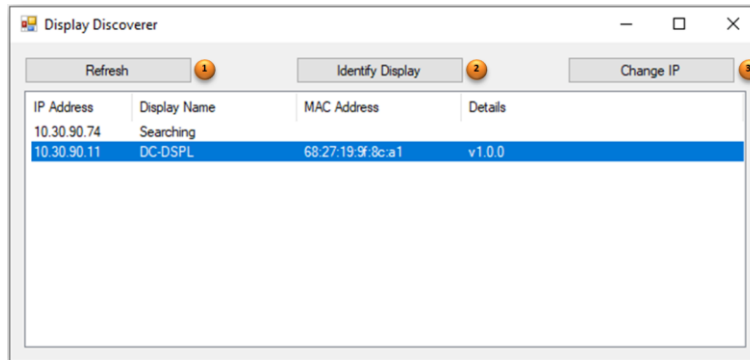 Display Discoverer
Refresh 1 Identify Display 2 Change IP 3
IP Address Display Name MAC Address Details
10.30.90.74 Searching
10.30.90.11 DC-DSPL 68:27:19:9f:8c:a1 v1.0.0